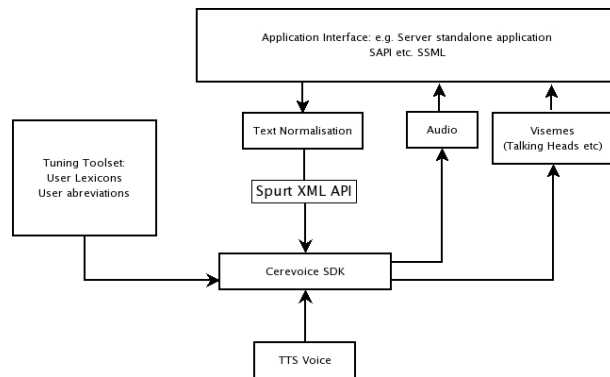 Application Interface: e.g. Server standalone application
SAPI etc. SSML
Text Normalisation
Audio
Visemes
(Talking Heads etc)
Tuning Toolset:
User Lexicons
User abreviations
Spurt XML API
Cerevoice SDK
TTS Voice